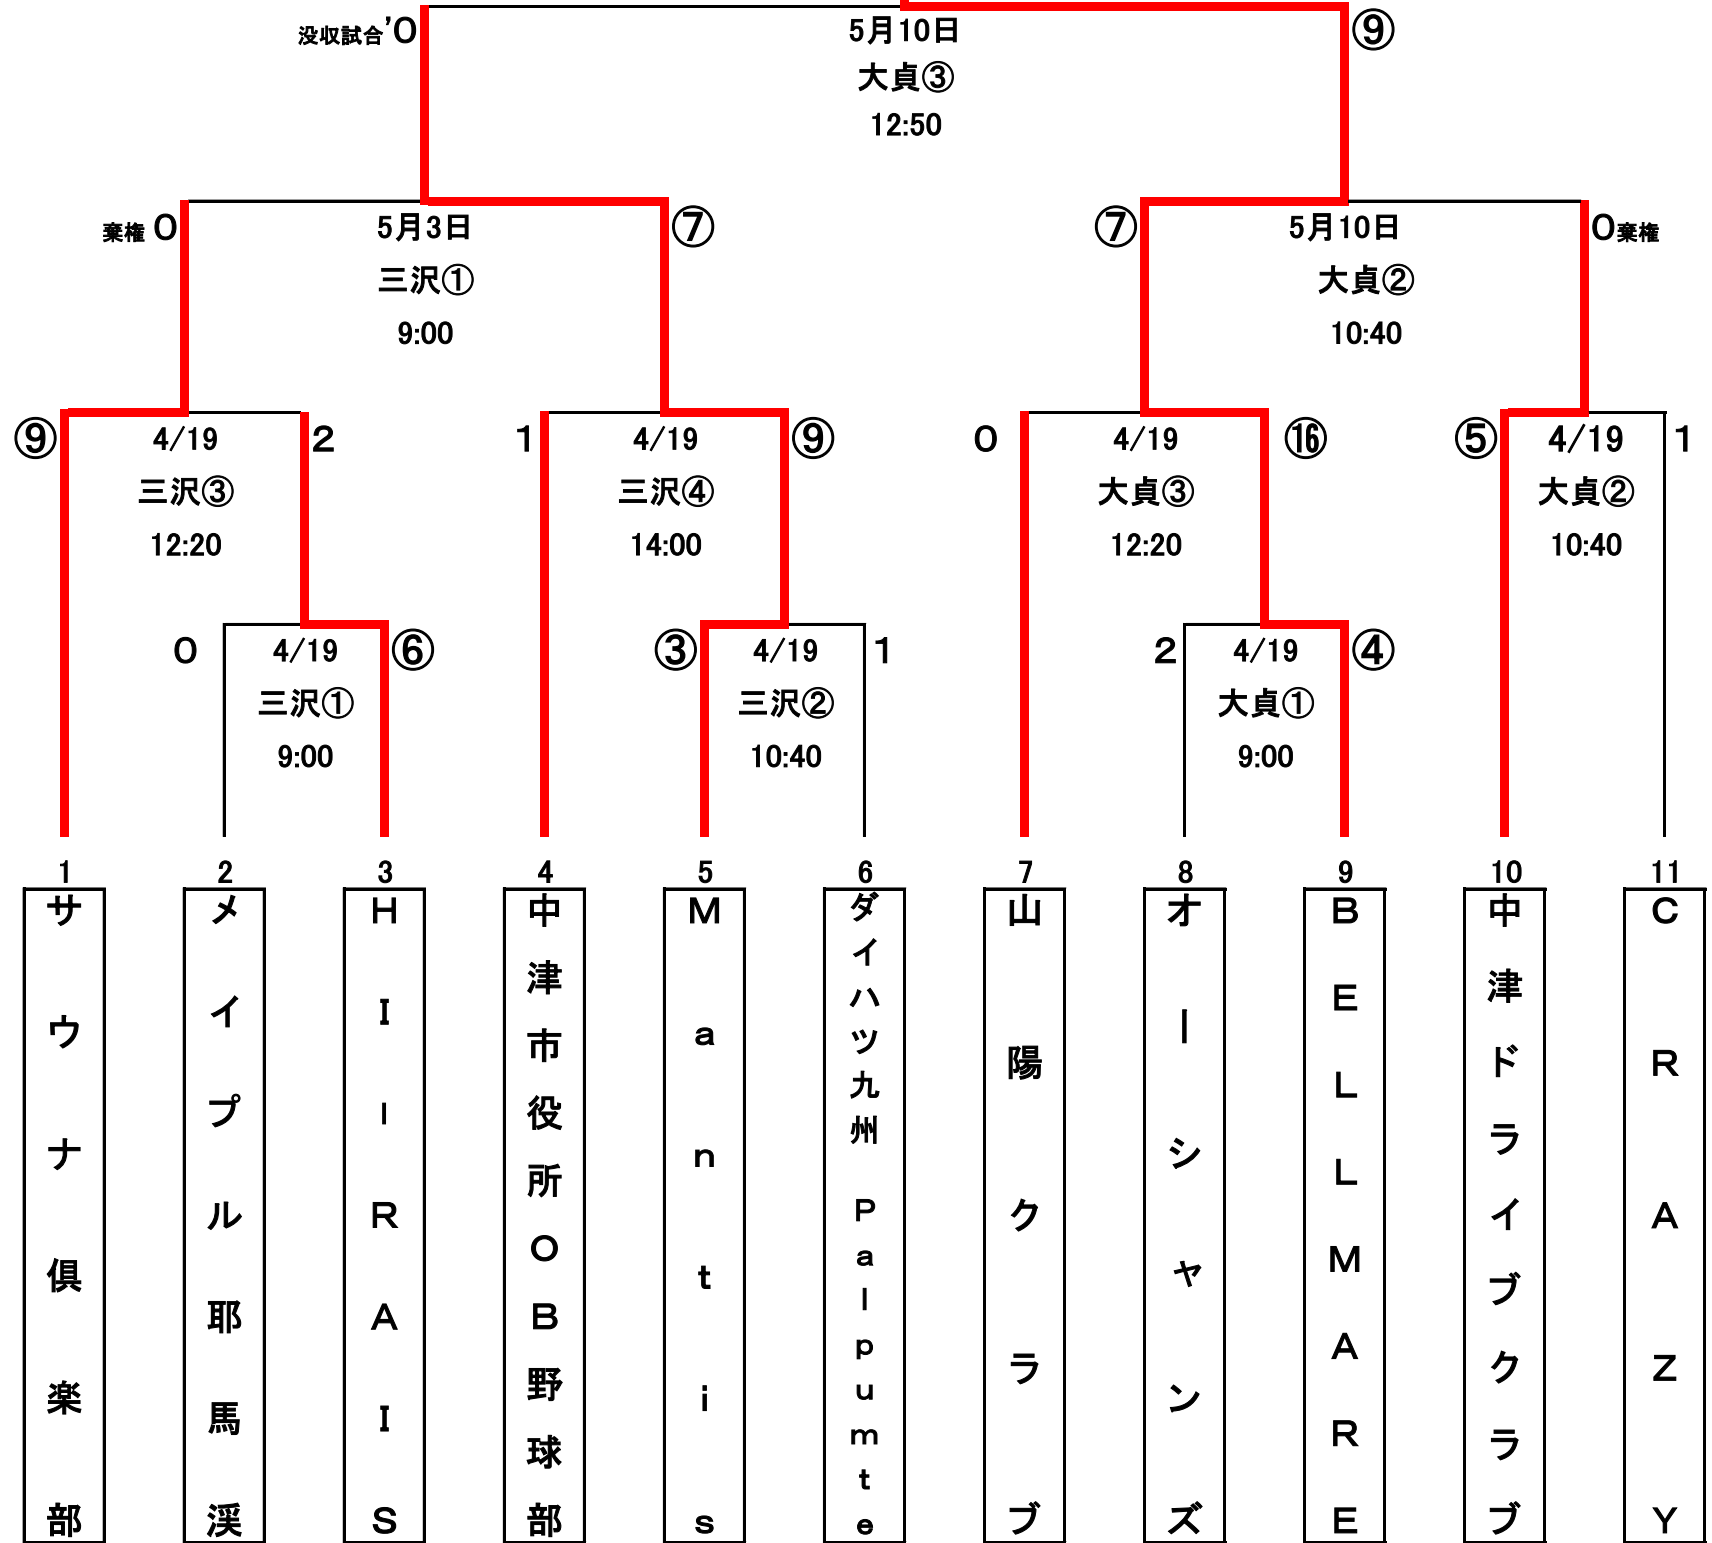 没収試合'0
5月10日
⑨
大貞③
12:50
棄権 0
5月3日
⑦
⑦
5月10日
0棄権
三沢①
大貞②
9:00
10:40
⑨
4/19
2
1
4/19
⑨
0
4/19
⑯
⑤
4/19
1
三沢③
三沢④
大貞③
大貞②
12:20
14:00
12:20
10:40
0
4/19
⑥
③
4/19
1
2
4/19
④
三沢①
三沢②
大貞①
9:00
10:40
9:00
1
2
3
4
5
6
7
8
9
10
11
サウナ倶楽部
メイプル耶馬渓
HI-RAIS
中津市役所OB野球部
Mantis
ダイハツ九州 Palpumte
山陽クラブ
オーシャンズ
BELLMARE
中津ドライブクラブ
CRAZY